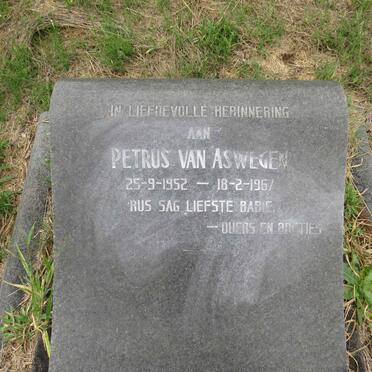 IN LIEFDEVOLLE HERINNERING
AAN
PETRUS VAN ASWEGEN
25-9-1952 — 18-2-1967
RUS SAG LIEFSTE BABIE.
— OUERS EN BOETIES